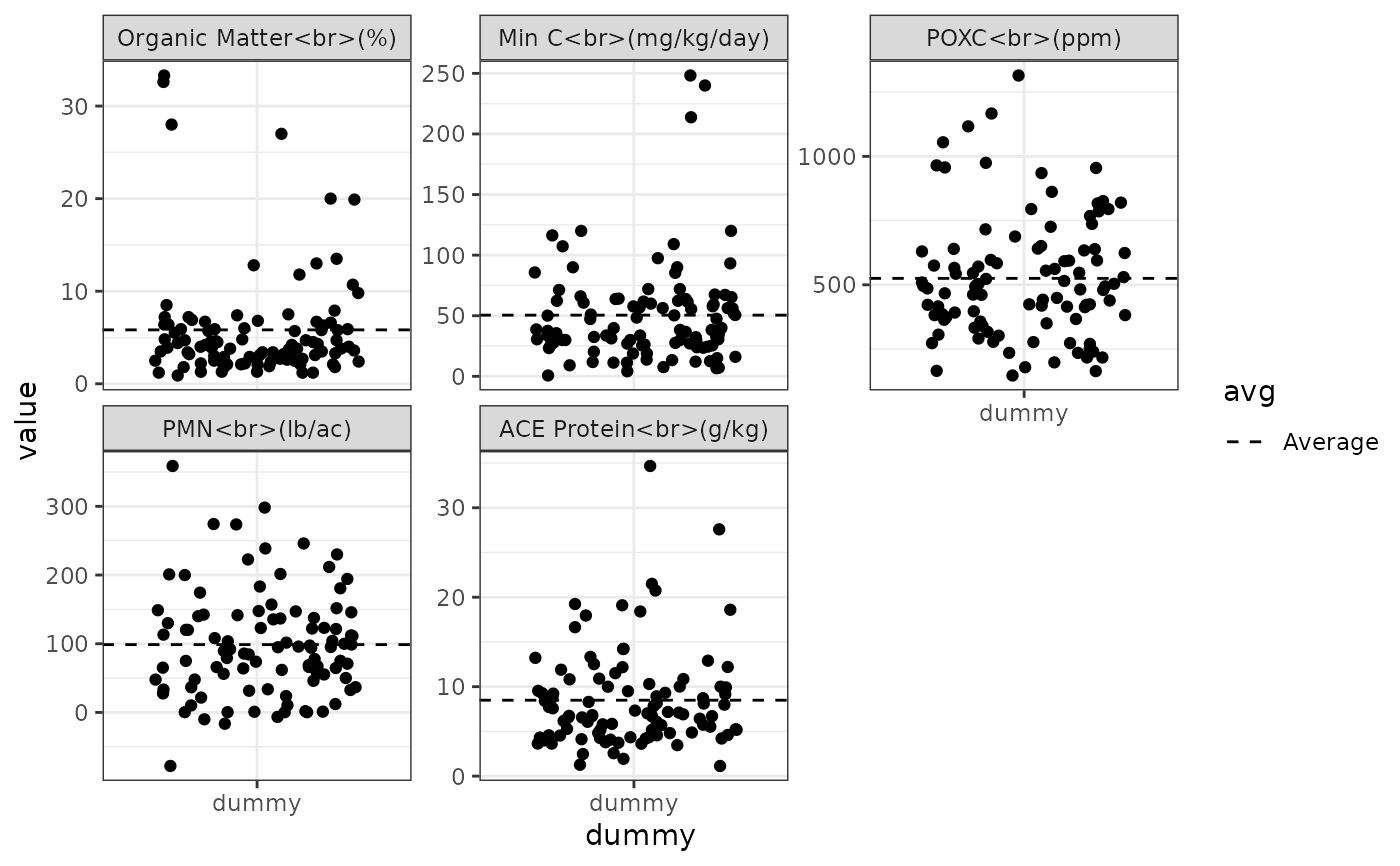 Organic Matter<br>(%)
Min C<br>(mg/kg/day)
POXC<br>(ppm)
30
20
10
0
250
200
150
100
50
0
1000
500
dummy
PMN<br>(lb/ac)
ACE Protein<br>(g/kg)
300
200
100
0
30
20
10
0
dummy
dummy
dummy
value
avg
Average